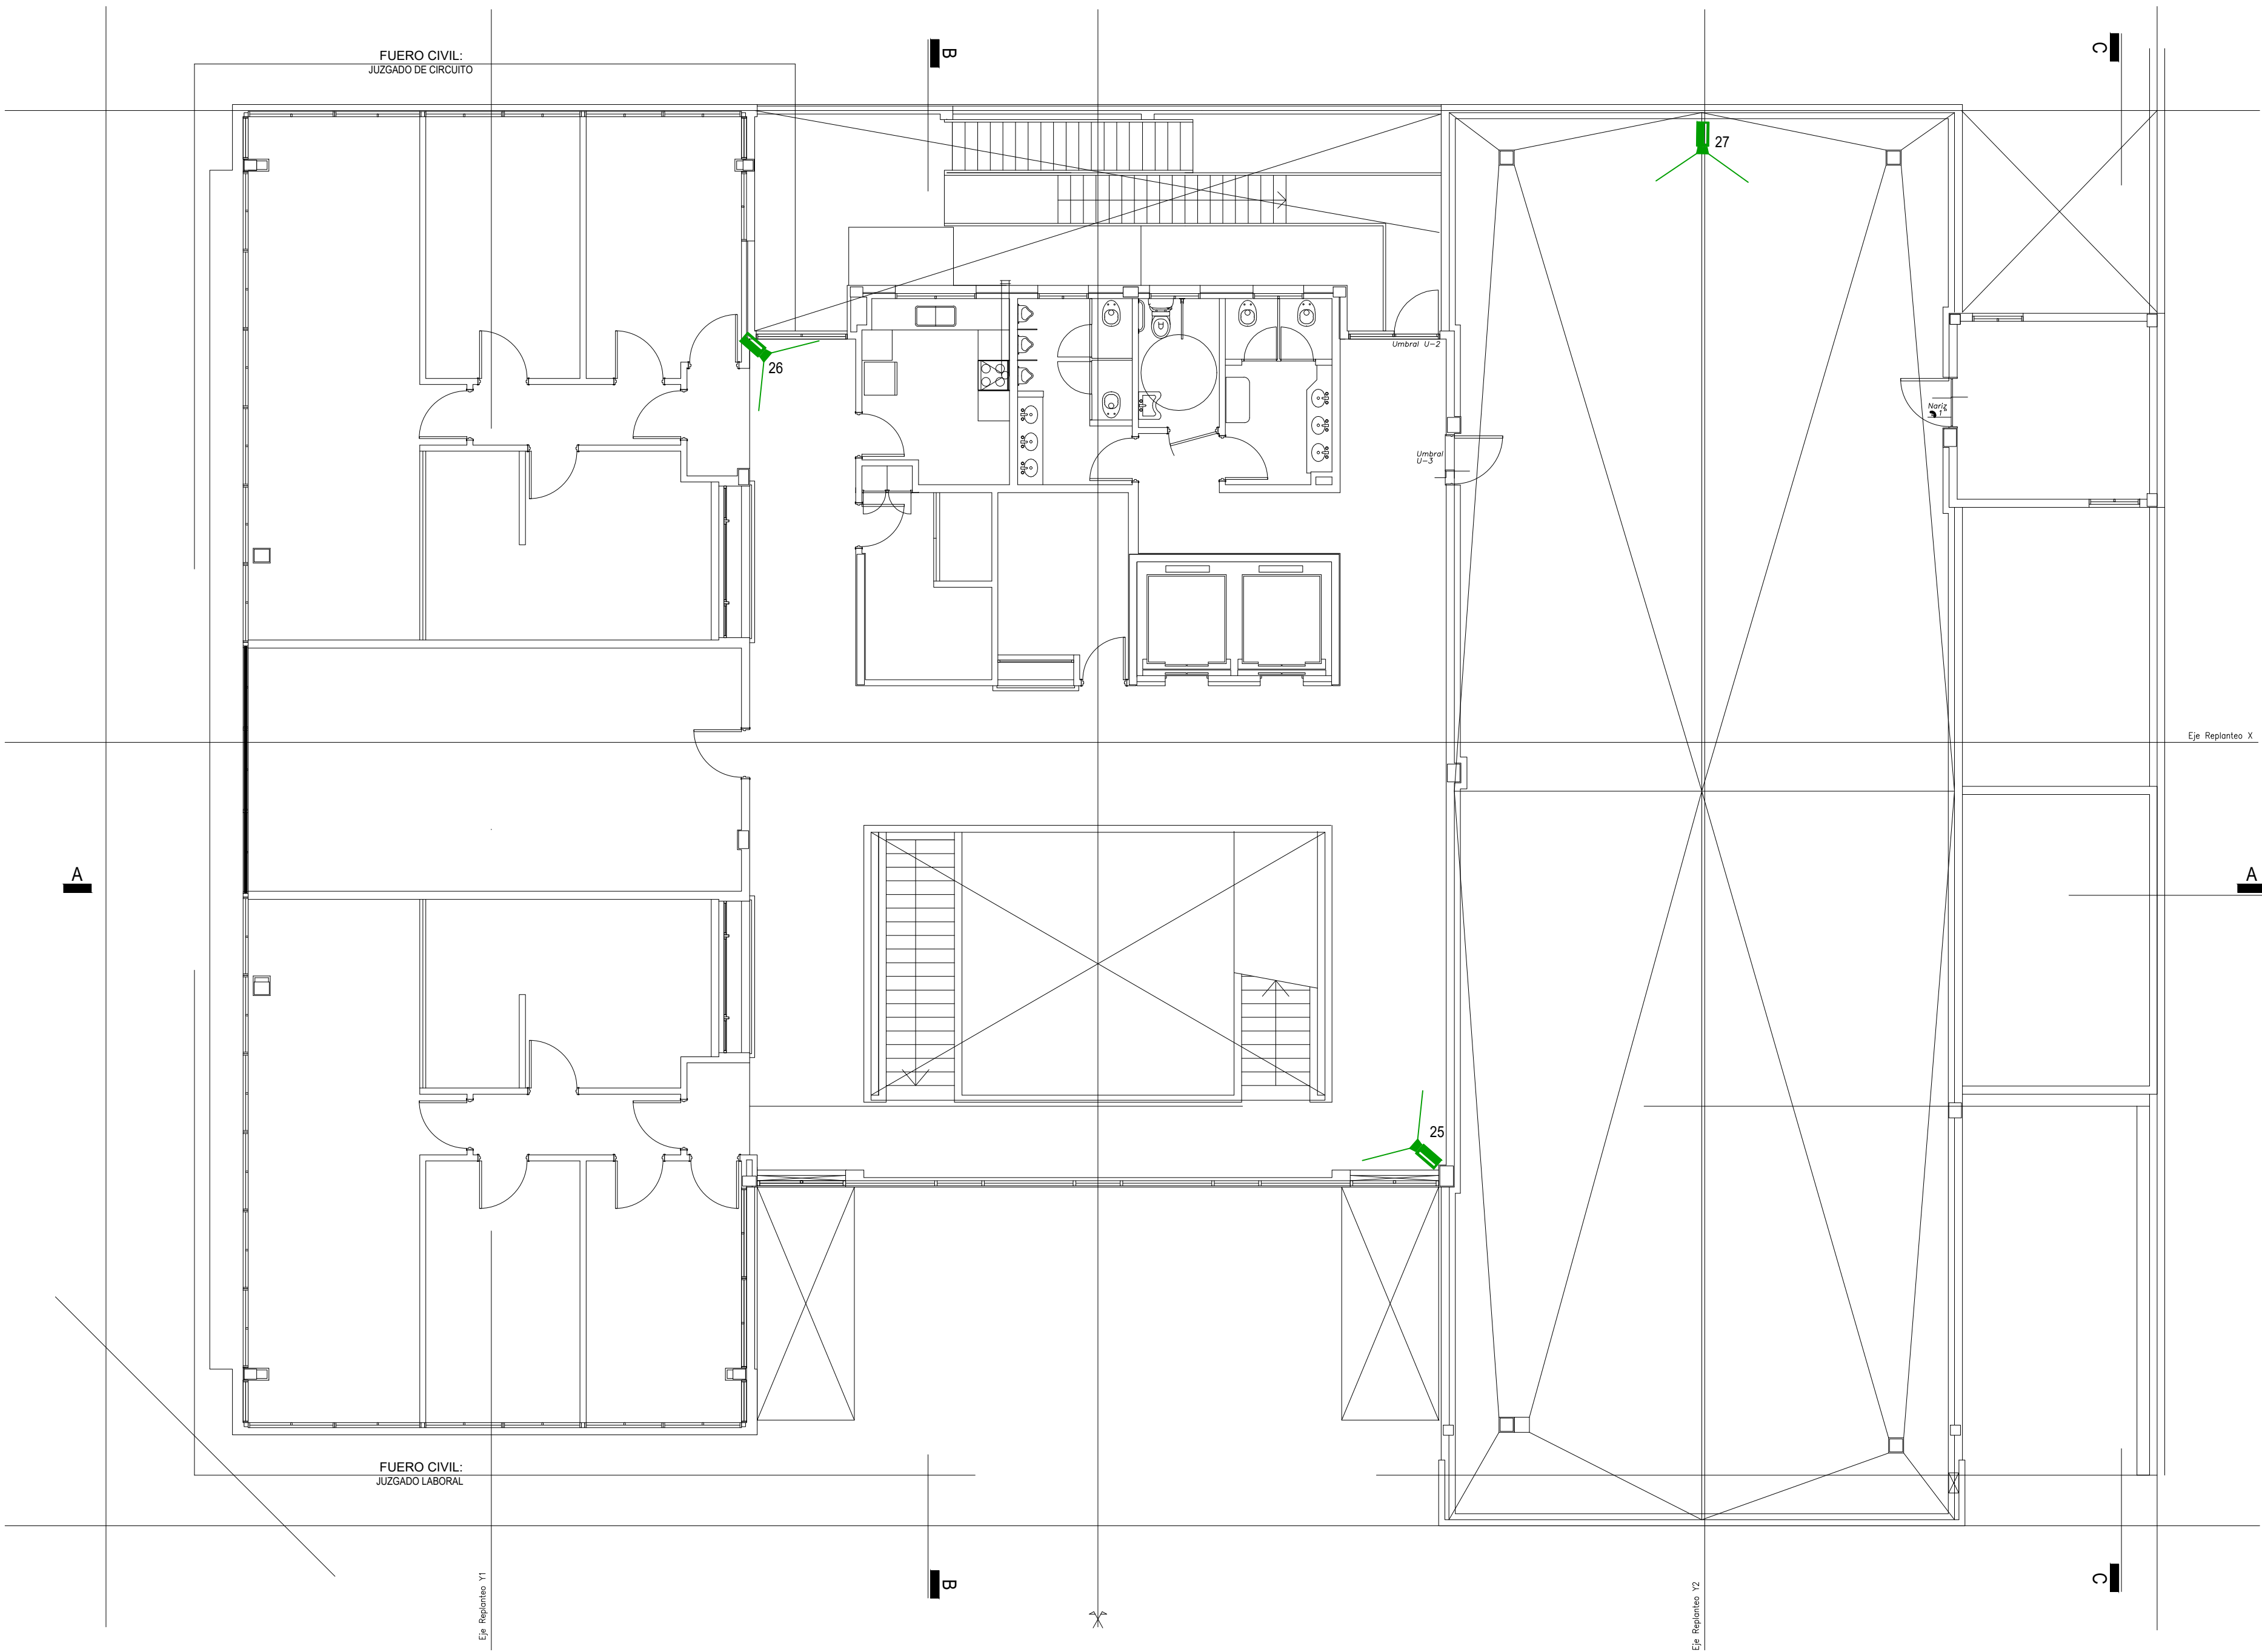 FUERO CIVIL:
JUZGADO DE CIRCUITO
B
C
27
26
Umbral U-2
Nariz
1"
Umbral
U-3
Eje Replanteo X
A
A
25
FUERO CIVIL:
JUZGADO LABORAL
Eje Replanteo Y1
B
Eje Replanteo Y2
C